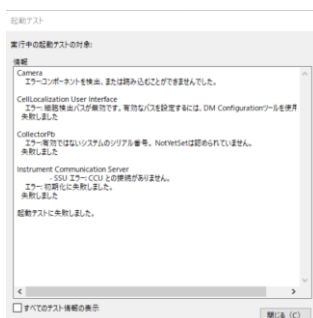 起動テスト
実行中の起動テストの対象:
情報
Camera
エラーコンポーネントを検出、または読み込むことができませんでした。
CellLocalization User Interface
エラー: 細胞検出パスが無効です。有効なパスを設定するには、DM Configurationツールを使用
失敗しました
CollectorPb
エラー:有効ではないシステムのシリアル番号。NotYetSetは認められていません。
失敗しました
Instrument Communication Server
- SSU エラー: CCU との接続がありません。
エラー: 初期化に失敗しました。
失敗しました
起動テストに失敗しました。
すべてのテスト情報の表示
閉じる (C)